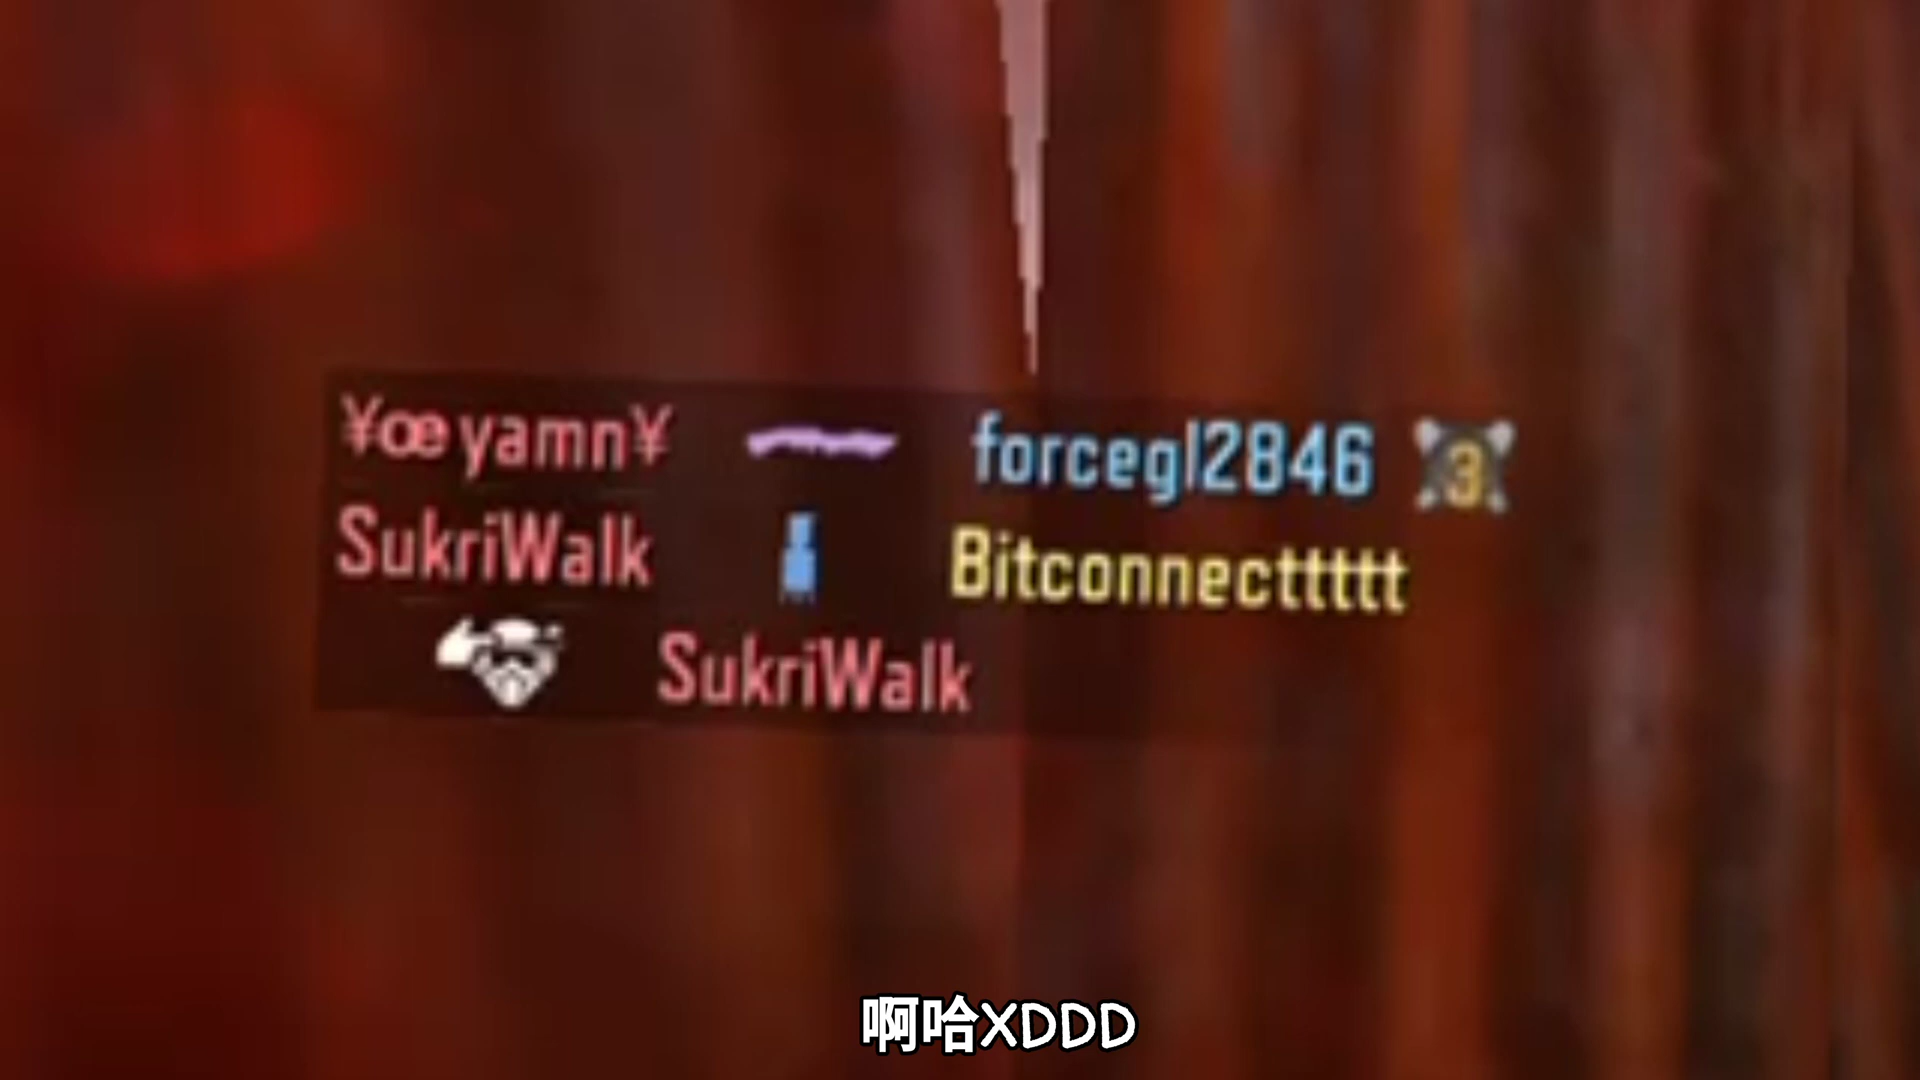 ¥œyamn¥ forcegl2846 3
SukriWalk Bitconnecttttt
SukriWalk
啊哈XDDD